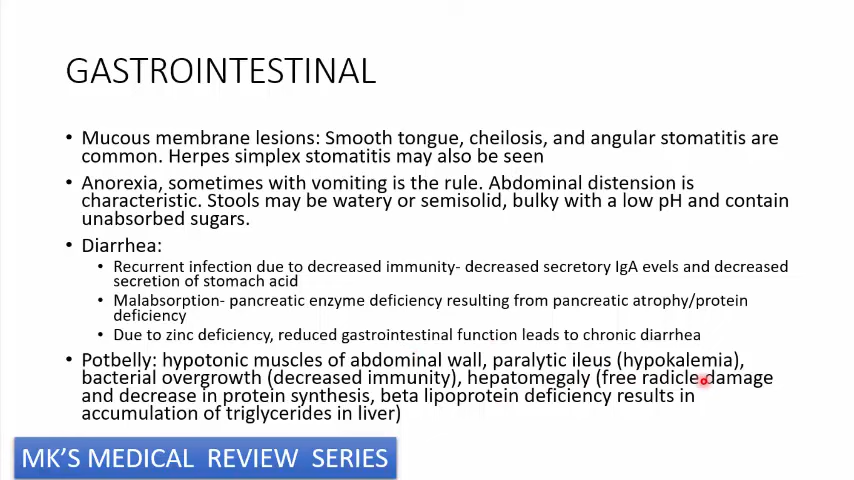 GASTROINTESTINAL
• Mucous membrane lesions: Smooth tongue, cheilosis, and angular stomatitis are
common. Herpes simplex stomatitis may also be seen
• Anorexia, sometimes with vomiting is the rule. Abdominal distension is
characteristic. Stools may be watery or semisolid, bulky with a low pH and contain
unabsorbed sugars.
• Diarrhea:
• Recurrent infection due to decreased immunity- decreased secretory IgA evels and decreased
secretion of stomach acid
• Malabsorption- pancreatic enzyme deficiency resulting from pancreatic atrophy/protein
deficiency
• Due to zinc deficiency, reduced gastrointestinal function leads to chronic diarrhea
• Potbelly: hypotonic muscles of abdominal wall, paralytic ileus (hypokalemia),
bacterial overgrowth (decreased immunity), hepatomegaly (free radicle damage
and decrease in protein synthesis, beta lipoprotein deficiency results in
accumulation of triglycerides in liver)
MK'S MEDICAL REVIEW SERIES